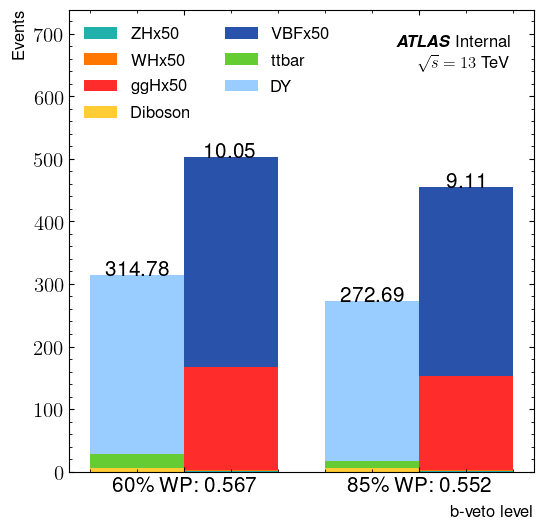 Events
700
600
500
400
300
200
100
0
ZHx50
WHx50
ggHx50
Diboson
VBFx50
ttbar
DY
ATLAS Internal
√s = 13 TeV
314.78
10.05
272.69
9.11
60% WP: 0.567
85% WP: 0.552
b-veto level